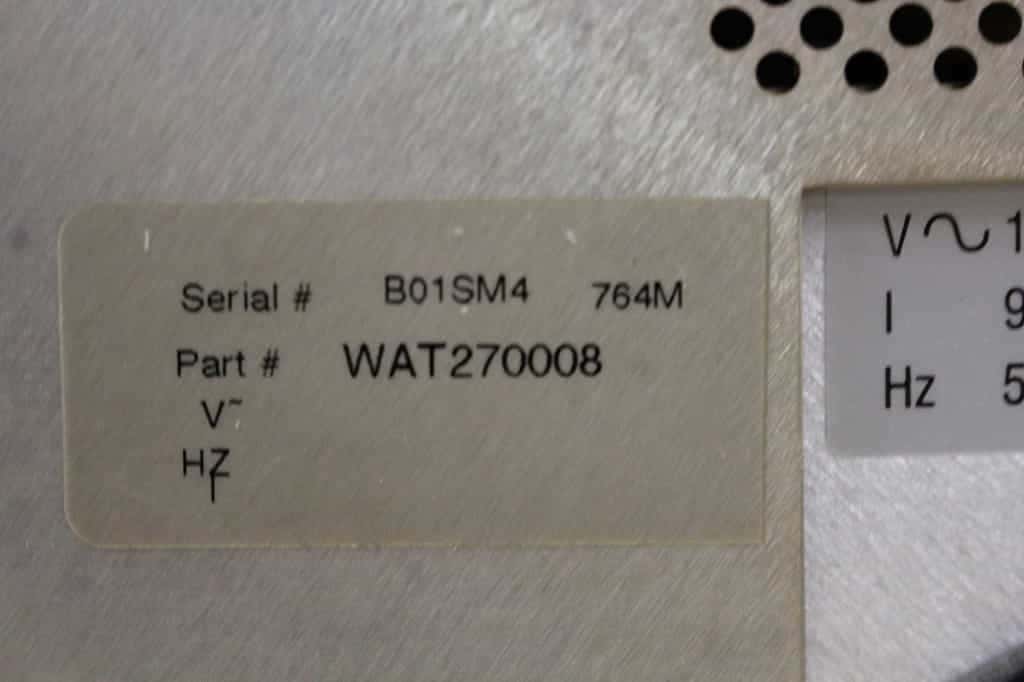 Serial # B01SM4 764M
Part # WAT270008
V~
HZ
V∿ 1
I 9
Hz 5